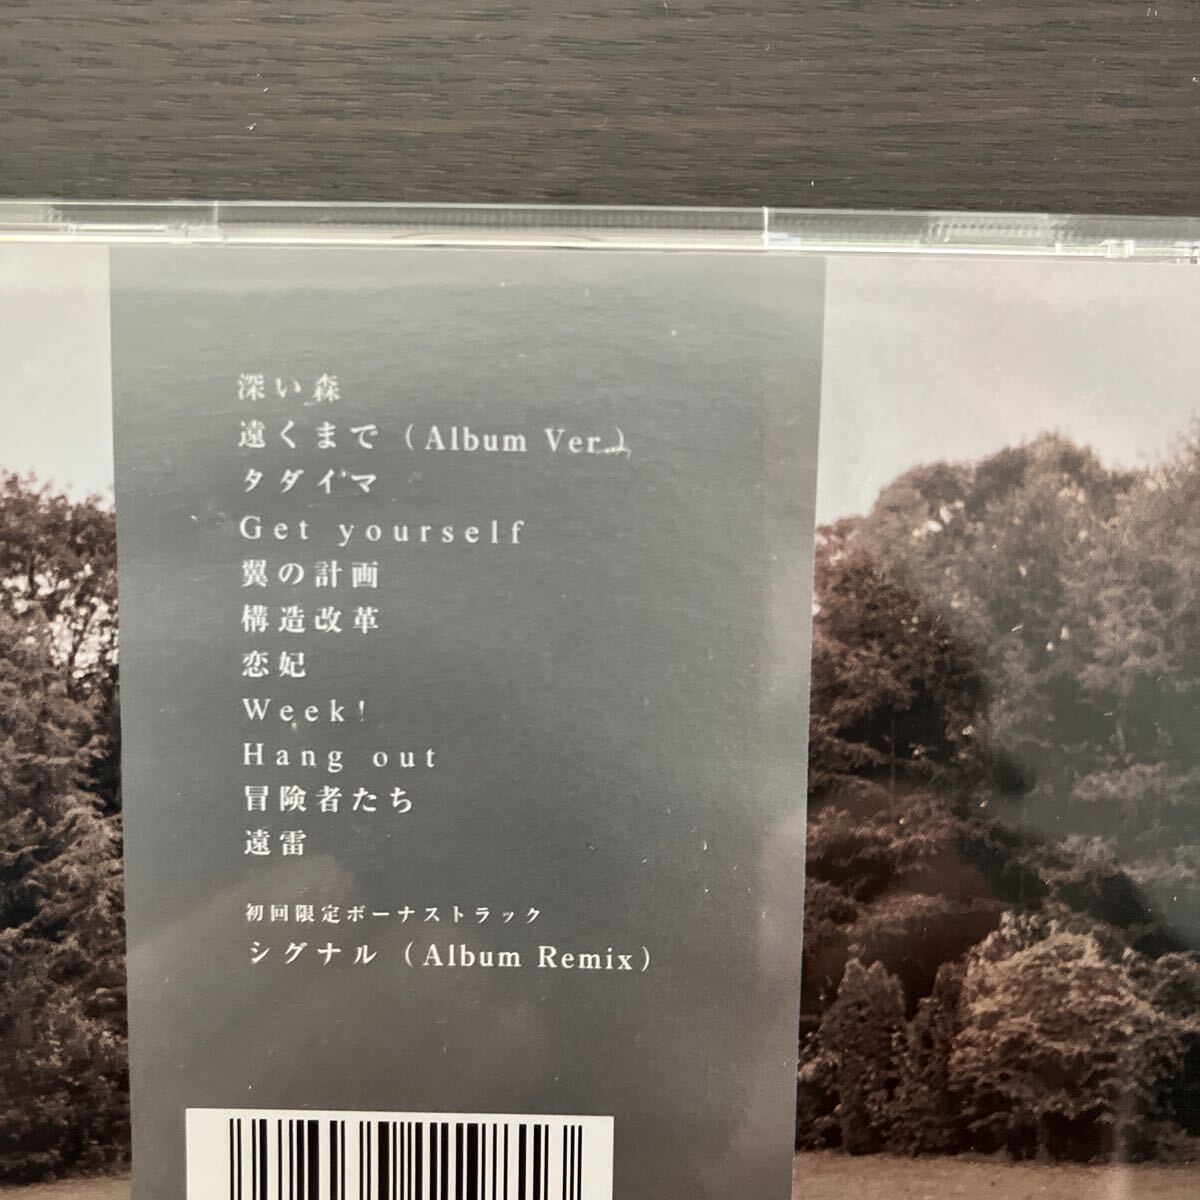 深い森
遠くまで（Album Ver.）
タダイマ
Get yourself
翼の計画
構造改革
恋妃
Week!
Hang out
冒険者たち
遠雷
初回限定ボーナストラック
シグナル（Album Remix）